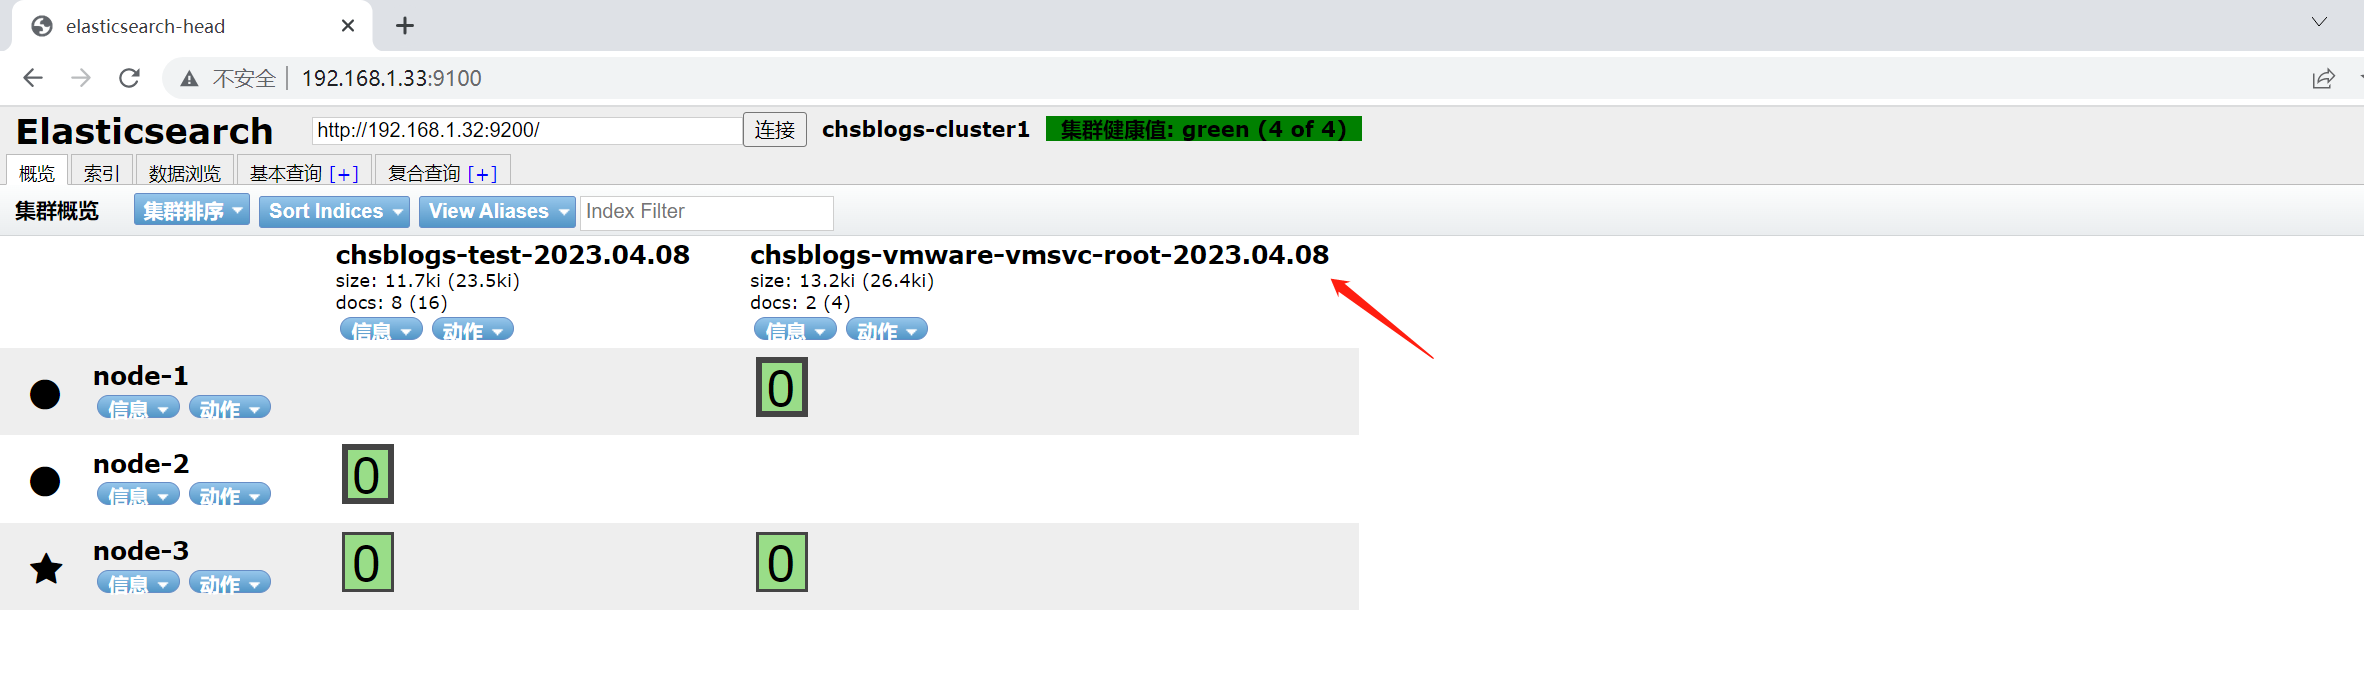 elasticsearch-head
不安全 192.168.1.33:9100
Elasticsearch http://192.168.1.32:9200/ 连接 chsblogs-cluster1 集群健康值: green (4 of 4)
概览 索引 数据浏览 基本查询 [+] 复合查询 [+]
集群概览 集群排序 Sort Indices View Aliases Index Filter
chsblogs-test-2023.04.08 chsblogs-vmware-vmsvc-root-2023.04.08
size: 11.7ki (23.5ki) size: 13.2ki (26.4ki)
docs: 8 (16) docs: 2 (4)
信息 动作 信息 动作
node-1 0
信息 动作
node-2 0
信息 动作
node-3 0 0
信息 动作